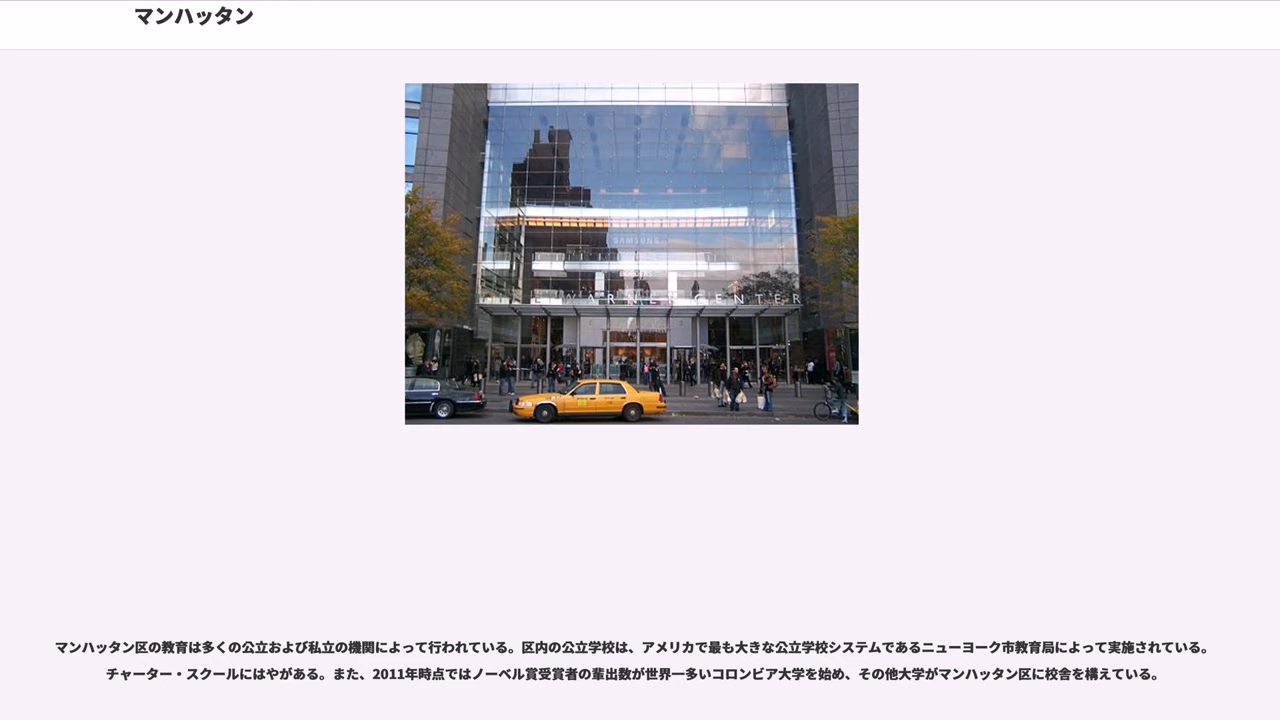 マンハッタン
SAMSUNG
WARNER CENTER
マンハッタン区の教育は多くの公立および私立の機関によって行われている。区内の公立学校は、アメリカで最も大きな公立学校システムであるニューヨーク市教育局によって実施されている。
チャーター・スクールにはやがある。また、2011年時点ではノーベル賞受賞者の輩出数が世界一多いコロンビア大学を始め、その他大学がマンハッタン区に校舎を構えている。